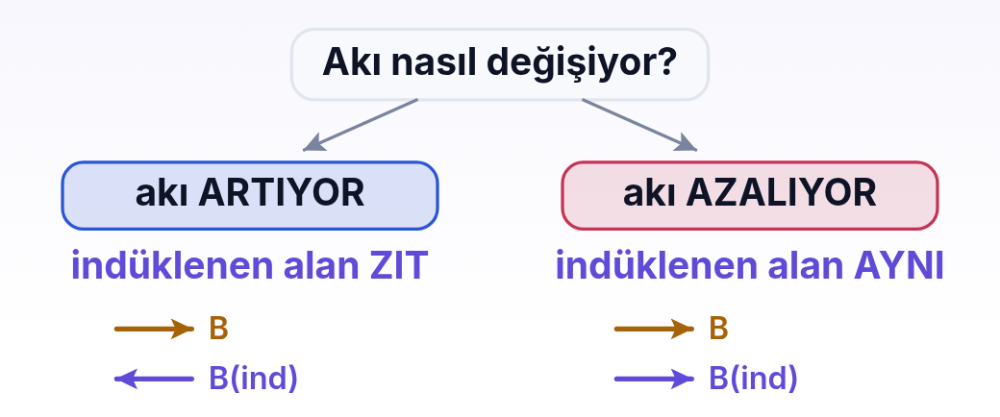 Akı nasıl değişiyor?
akı ARTIYOR
indüklenen alan ZIT
B
B(ind)
akı AZALIYOR
indüklenen alan AYNI
B
B(ind)